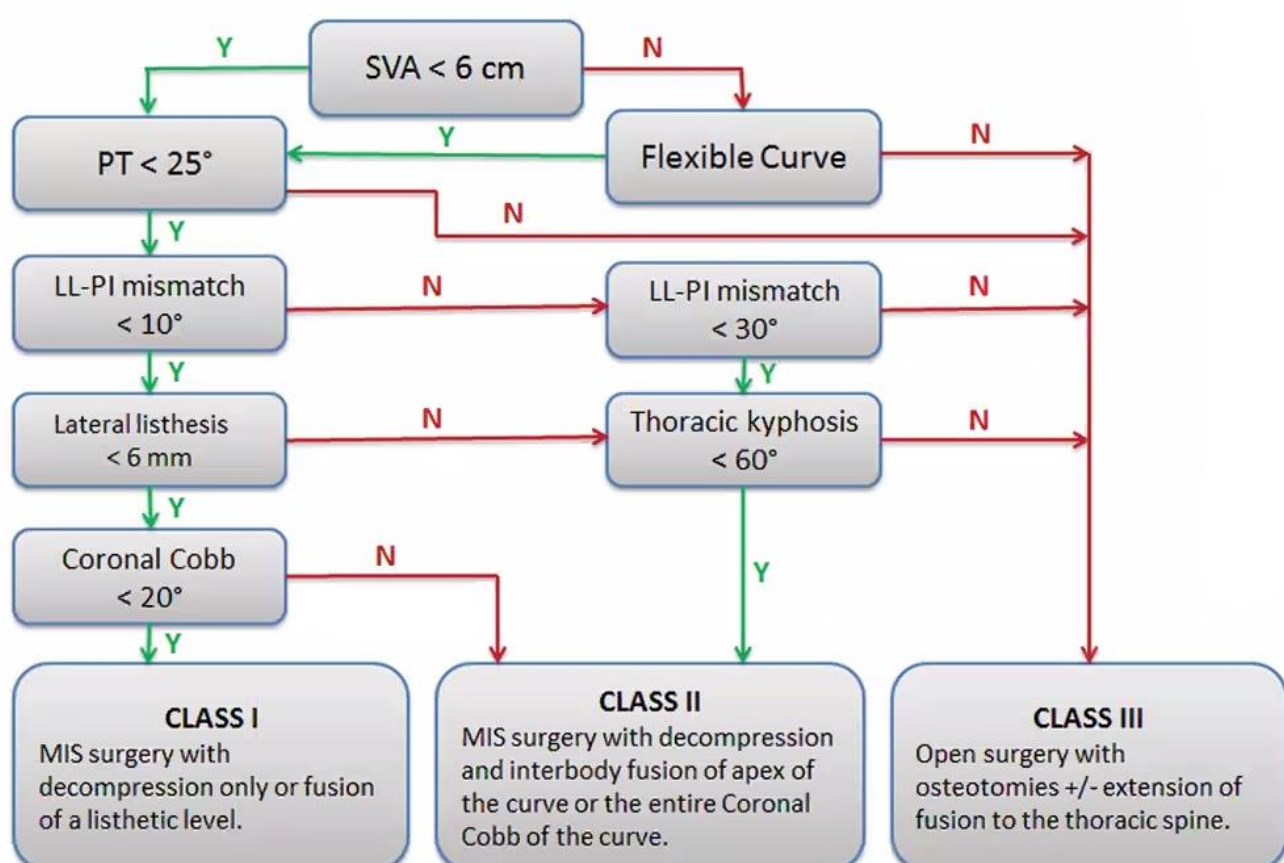 SVA < 6 cm
Y
N
PT < 25°
Y
Flexible Curve
N
N
Y
LL-PI mismatch
< 10°
N
LL-PI mismatch
< 30°
N
Y
Y
Lateral listhesis
< 6 mm
N
Thoracic kyphosis
< 60°
N
Y
Coronal Cobb
< 20°
N
Y
Y
CLASS I
MIS surgery with
decompression only or fusion
of a listhetic level.
CLASS II
MIS surgery with decompression
and interbody fusion of apex of
the curve or the entire Coronal
Cobb of the curve.
CLASS III
Open surgery with
osteotomies +/- extension of
fusion to the thoracic spine.